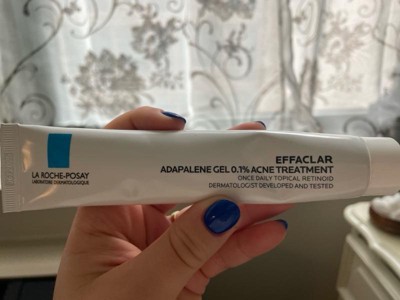 EFFACLAR
ADAPALENE GEL 0.1% ACNE TREATMENT
ONCE DAILY TOPICAL RETINOID
DERMATOLOGIST DEVELOPED AND TESTED
LA ROCHE-POSAY
LABORATOIRE DERMATOLOGIQUE